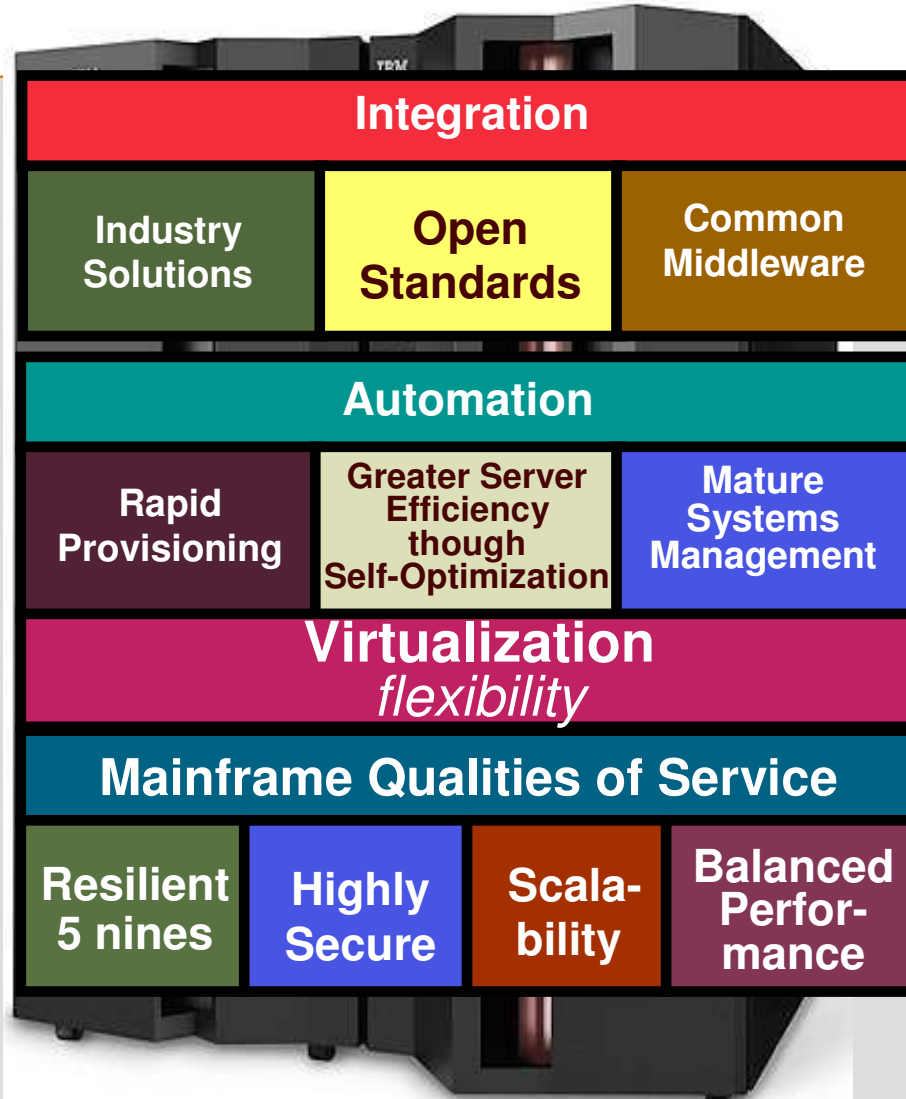 IBM
Integration
Industry
Solutions
Open
Standards
Common
Middleware
Automation
Rapid
Provisioning
Greater Server
Efficiency
though
Self-Optimization
Mature
Systems
Management
Virtualization
flexibility
Mainframe Qualities of Service
Resilient
5 nines
Highly
Secure
Scala-
bility
Balanced
Perfor-
mance